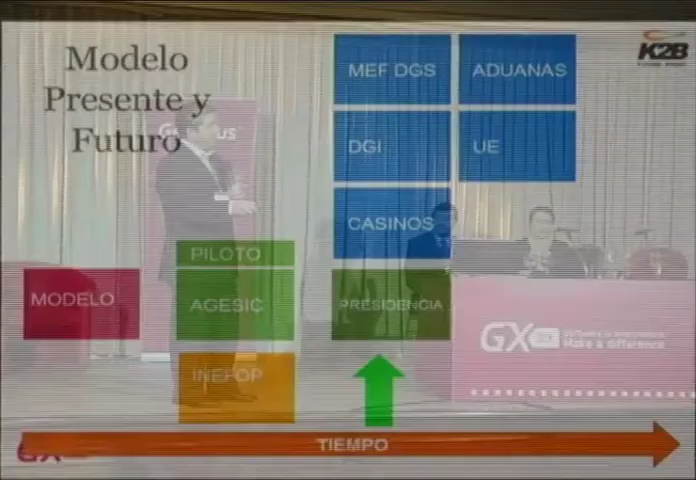 Modelo
Presente y
Futuro
K2B
MEF DGS
ADUANAS
DGI
UE
CASINOS
PILOTO
MODELO
AGESIC
PRESIDENCIA
INEFOP
GX
Make a difference
TIEMPO
GX